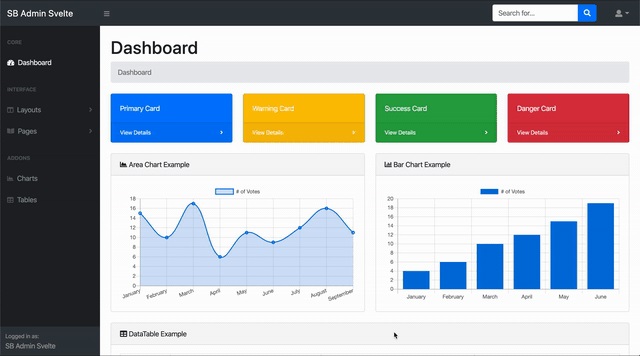 SB Admin Svelte
Search for...
CORE
Dashboard
INTERFACE
Layouts
Pages
ADDONS
Charts
Tables
Logged in as:
SB Admin Svelte
Dashboard
Dashboard
Primary Card
View Details
Warning Card
View Details
Success Card
View Details
Danger Card
View Details
Area Chart Example
# of Votes
18
16
14
12
10
8
6
4
2
0
January
February
March
April
May
June
July
August
September
Bar Chart Example
# of Votes
20
18
16
14
12
10
8
6
4
2
0
January
February
March
April
May
June
DataTable Example